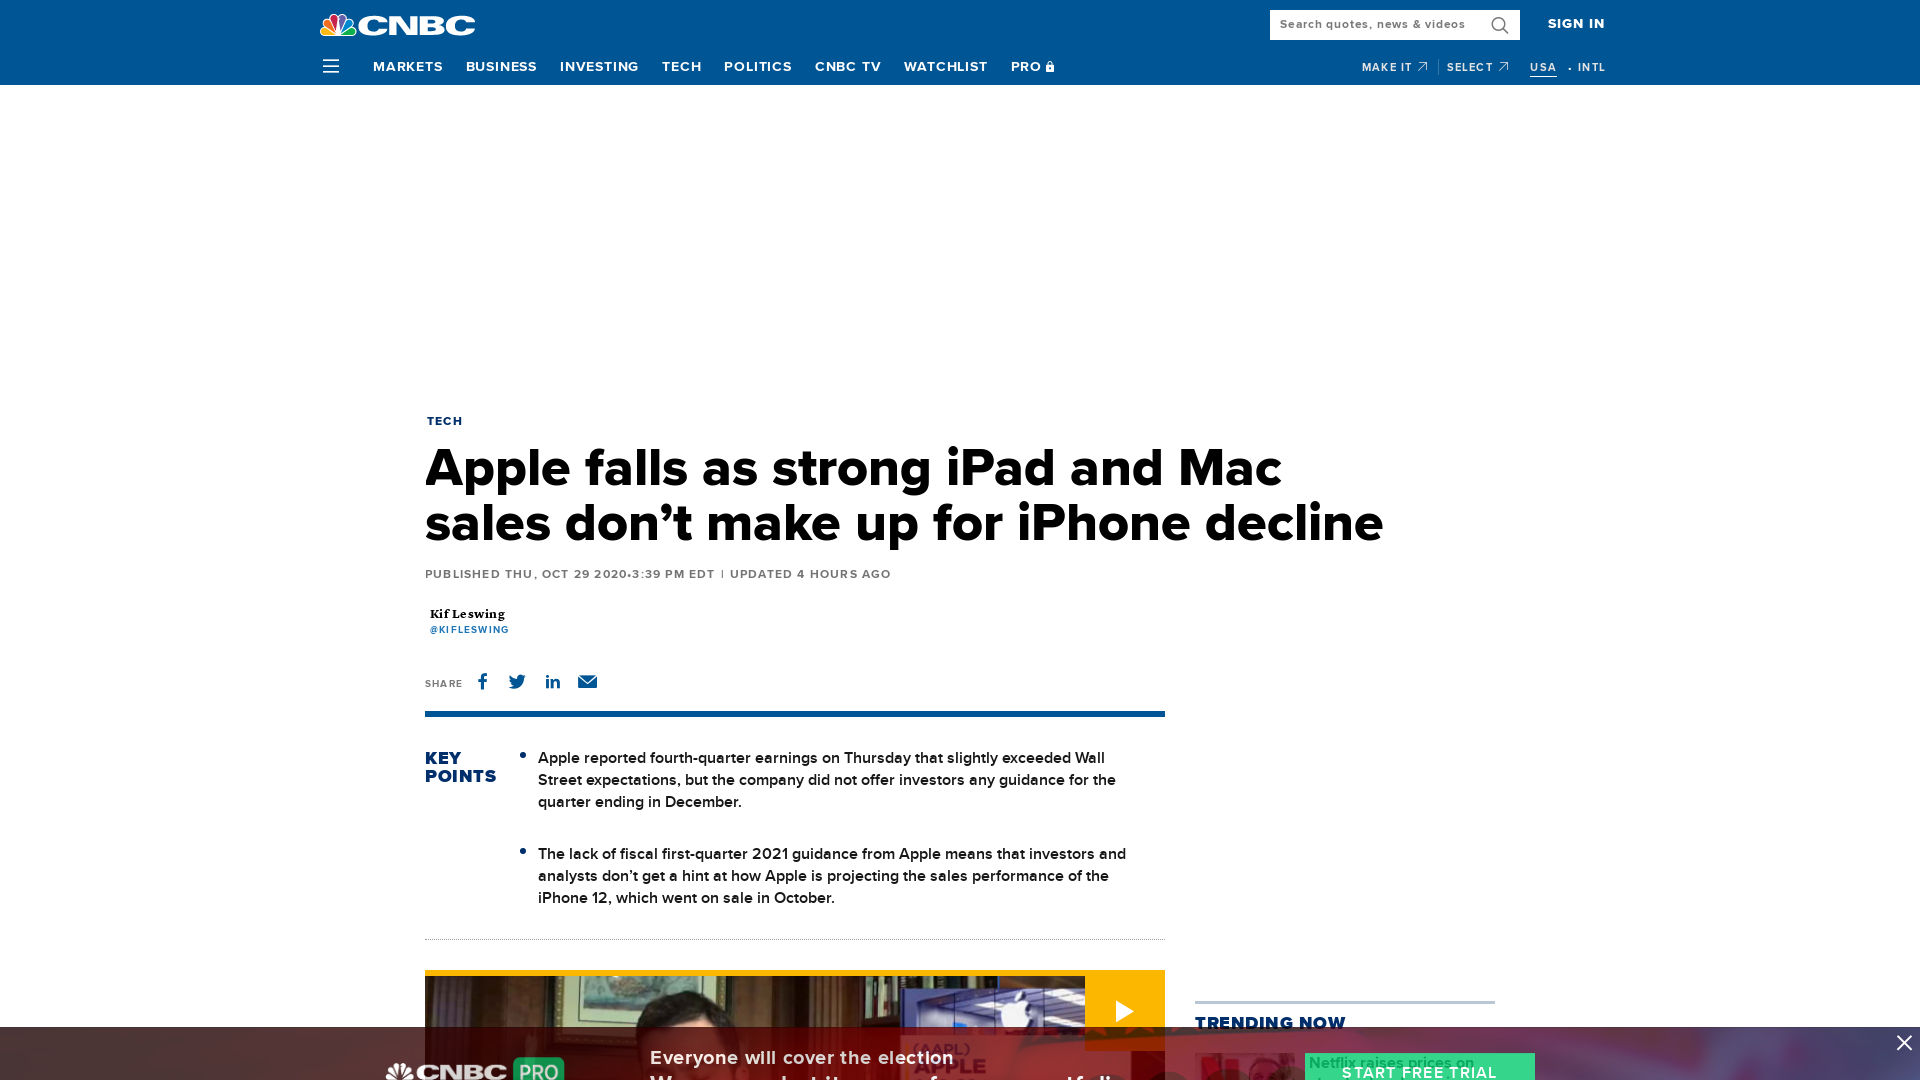 CNBC
Search quotes, news & videos
SIGN IN
MARKETS BUSINESS INVESTING TECH POLITICS CNBC TV WATCHLIST PRO
MAKE IT SELECT USA • INTL
TECH
Apple falls as strong iPad and Mac
sales don’t make up for iPhone decline
PUBLISHED THU, OCT 29 2020•3:39 PM EDT | UPDATED 4 HOURS AGO
Kif Leswing
@KIFLESWING
SHARE
KEY
POINTS
Apple reported fourth-quarter earnings on Thursday that slightly exceeded Wall
Street expectations, but the company did not offer investors any guidance for the
quarter ending in December.
The lack of fiscal first-quarter 2021 guidance from Apple means that investors and
analysts don’t get a hint at how Apple is projecting the sales performance of the
iPhone 12, which went on sale in October.
(AAPL)
APPLE
TRENDING NOW
Netflix raises prices on
CNBC PRO
Everyone will cover the election
START FREE TRIAL